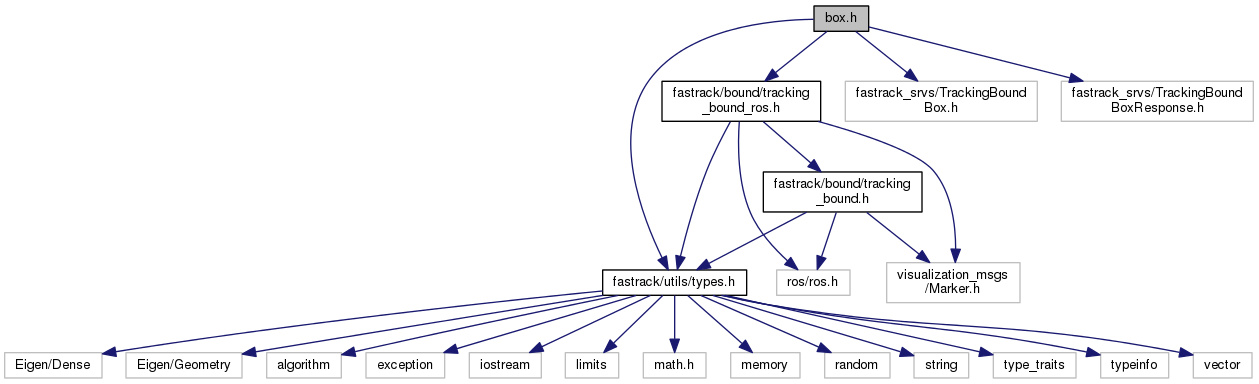 box.h
fastrack/bound/tracking
_bound_ros.h
fastrack_srvs/TrackingBound
Box.h
fastrack_srvs/TrackingBound
BoxResponse.h
fastrack/bound/tracking
_bound.h
fastrack/utils/types.h
ros/ros.h
visualization_msgs
/Marker.h
Eigen/Dense
Eigen/Geometry
algorithm
exception
iostream
limits
math.h
memory
random
string
type_traits
typeinfo
vector